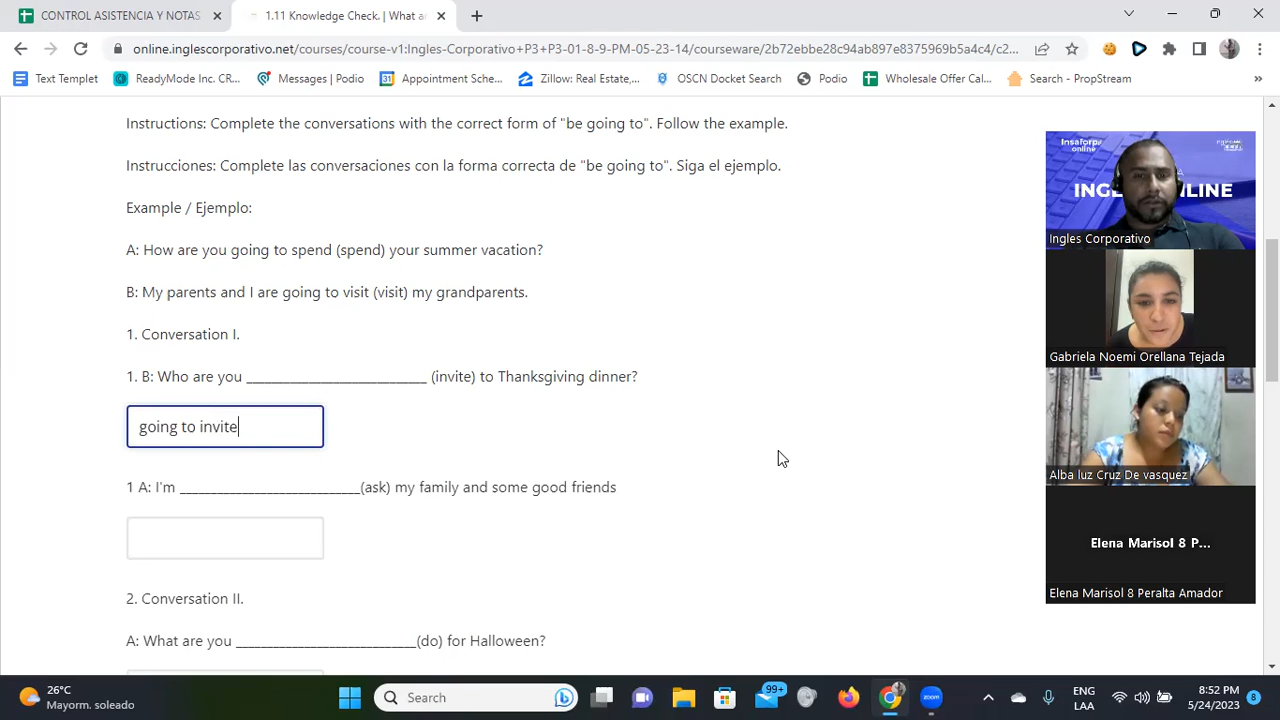 CONTROL ASISTENCIA Y NOTAS
1.11 Knowledge Check. | What a
online.inglescorporativo.net/courses/course-v1:Ingles-Corporativo+P3+P3-01-8-9-PM-05-23-14/courseware/2b72ebbe28c94ab897e8375969b5a4c4/c2...
Text Templet
ReadyMode Inc. CR...
Messages | Podio
Appointment Sche...
Zillow: Real Estate,...
OSCN Docket Search
Podio
Wholesale Offer Cal...
Search - PropStream
Instructions: Complete the conversations with the correct form of "be going to". Follow the example.
Instrucciones: Complete las conversaciones con la forma correcta de "be going to". Siga el ejemplo.
Example / Ejemplo:
A: How are you going to spend (spend) your summer vacation?
B: My parents and I are going to visit (visit) my grandparents.
1. Conversation I.
1. B: Who are you ____________________________ (invite) to Thanksgiving dinner?
going to invite
1 A: I'm ____________________________(ask) my family and some good friends
2. Conversation II.
A: What are you ____________________________(do) for Halloween?
Insaforp
online
Ingles Corporativo
Gabriela Noemi Orellana Tejada
Alba luz Cruz De vasquez
Elena Marisol 8 P...
Elena Marisol 8 Peralta Amador
26°C
Mayorm. soleado
Search
99+
zoom
ENG
LAA
8:52 PM
5/24/2023
8